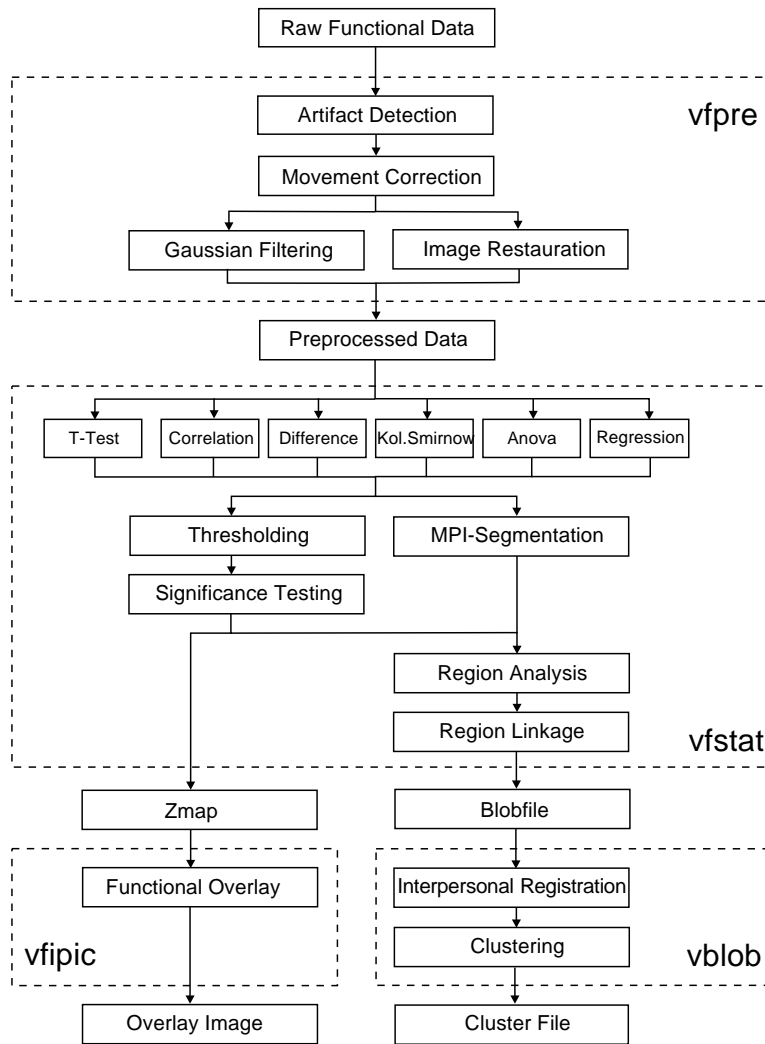 Raw Functional Data
vfpre
Artifact Detection
Movement Correction
Gaussian Filtering
Image Restauration
Preprocessed Data
T-Test
Correlation
Difference
Kol.Smirnow
Anova
Regression
Thresholding
MPI-Segmentation
Significance Testing
Region Analysis
Region Linkage
vfstat
Zmap
Blobfile
Functional Overlay
Interpersonal Registration
vfipic
Clustering
vblob
Overlay Image
Cluster File